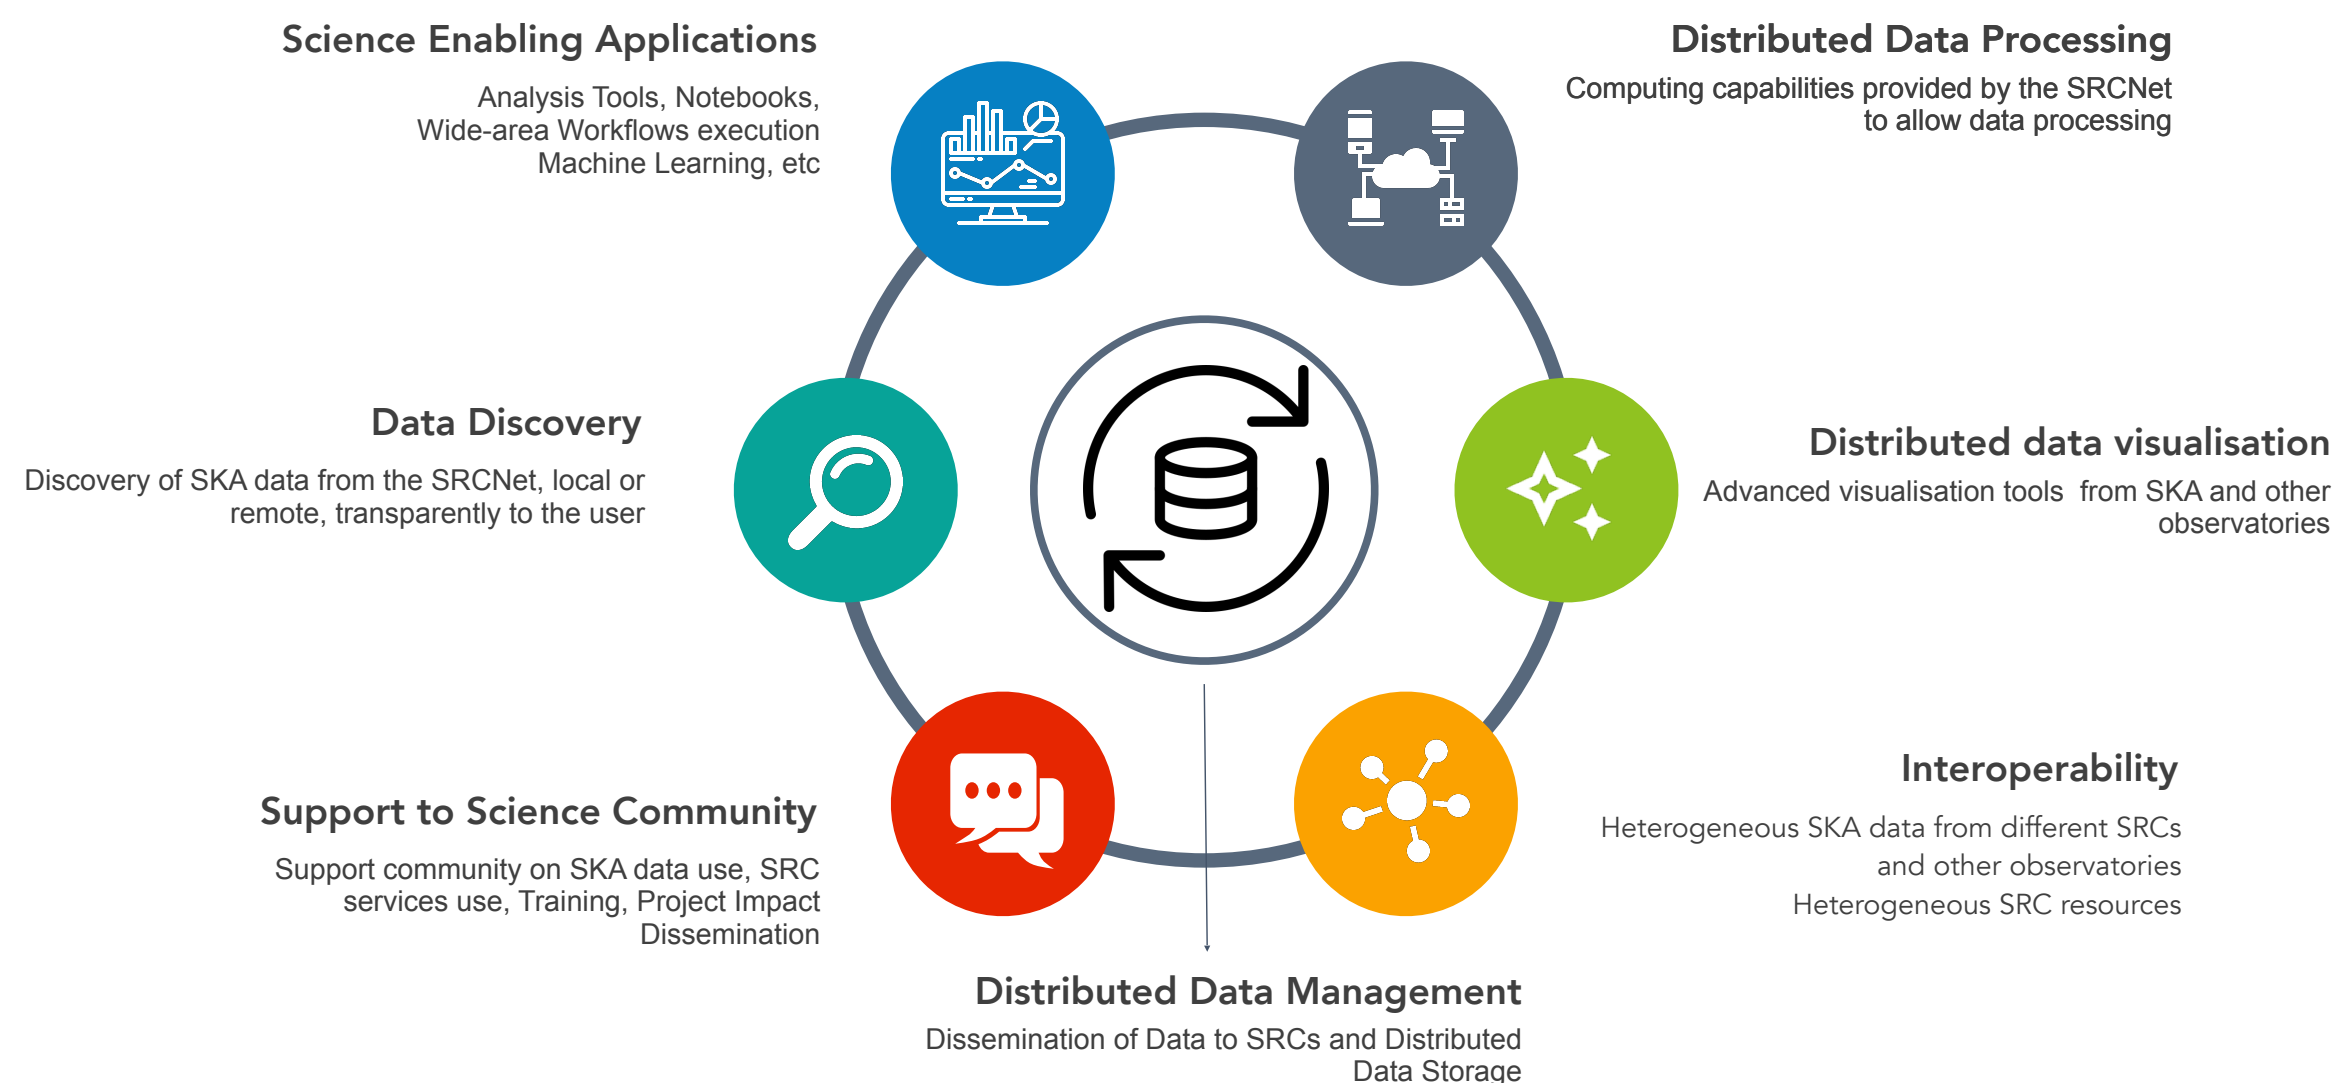 Science Enabling Applications
Analysis Tools, Notebooks,
Wide-area Workflows execution
Machine Learning, etc
Distributed Data Processing
Computing capabilities provided by the SRCNet
to allow data processing
Data Discovery
Discovery of SKA data from the SRCNet, local or
remote, transparently to the user
Distributed data visualisation
Advanced visualisation tools  from SKA and other
observatories
Support to Science Community
Support community on SKA data use, SRC
services use, Training, Project Impact
Dissemination
Interoperability
Heterogeneous SKA data from different SRCs
and other observatories
Heterogeneous SRC resources
Distributed Data Management
Dissemination of Data to SRCs and Distributed
Data Storage